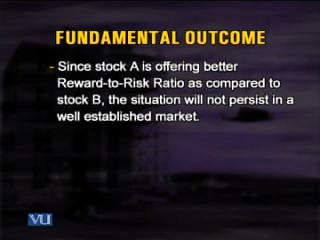 FUNDAMENTAL OUTCOME
- Since stock A is offering better
Reward-to-Risk Ratio as compared to
stock B, the situation will not persist in a
well established market.
VU